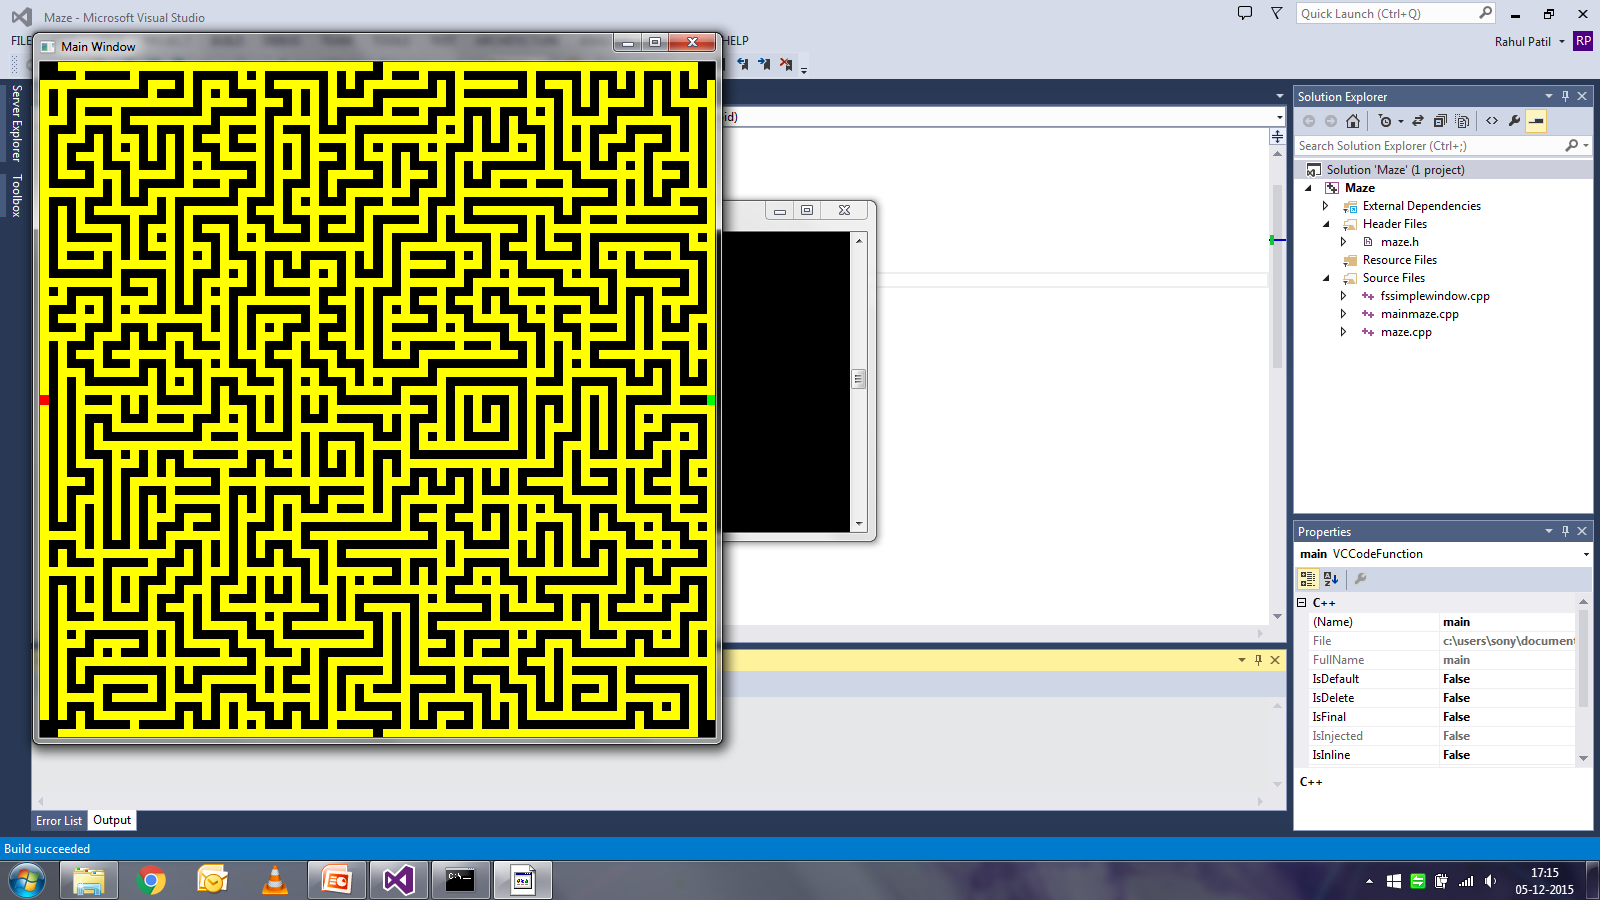 Maze - Microsoft Visual Studio
Quick Launch (Ctrl+Q)
FILE
HELP
Rahul Patil
RP
Main Window
Server Explorer
Toolbox
id)
Solution Explorer
Search Solution Explorer (Ctrl+;)
Solution 'Maze' (1 project)
Maze
External Dependencies
Header Files
maze.h
Resource Files
Source Files
fssimplewindow.cpp
mainmaze.cpp
maze.cpp
Properties
main VCCodeFunction
C++
(Name) main
File c:\users\sony\document
FullName main
IsDefault False
IsDelete False
IsFinal False
IsInjected False
IsInline False
C++
Error List Output
Build succeeded
C:\
17:15
05-12-2015